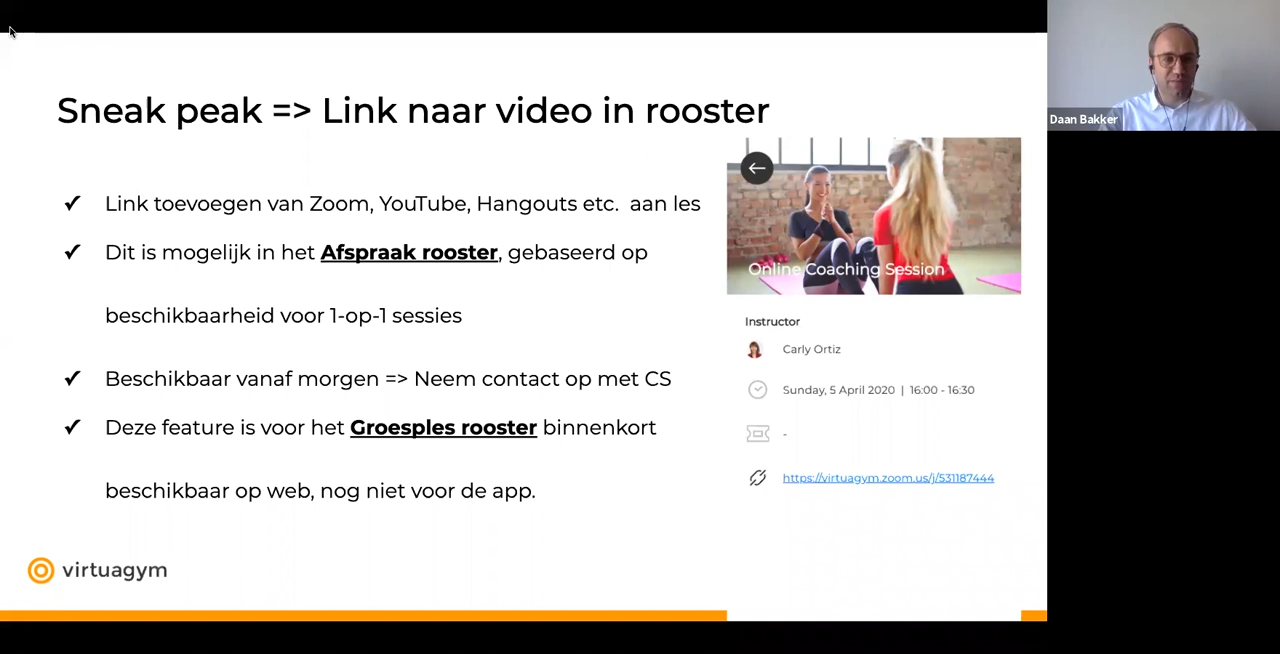 Sneak peak => Link naar video in rooster
✓ Link toevoegen van Zoom, YouTube, Hangouts etc. aan les
✓ Dit is mogelijk in het Afspraak rooster, gebaseerd op
beschikbaarheid voor 1-op-1 sessies
✓ Beschikbaar vanaf morgen => Neem contact op met CS
✓ Deze feature is voor het Groesples rooster binnenkort
beschikbaar op web, nog niet voor de app.
Online Coaching Session
Instructor
Carly Ortiz
Sunday, 5 April 2020 | 16:00 - 16:30
-
https://virtuagym.zoom.us/j/531187444
virtuagym
Daan Bakker